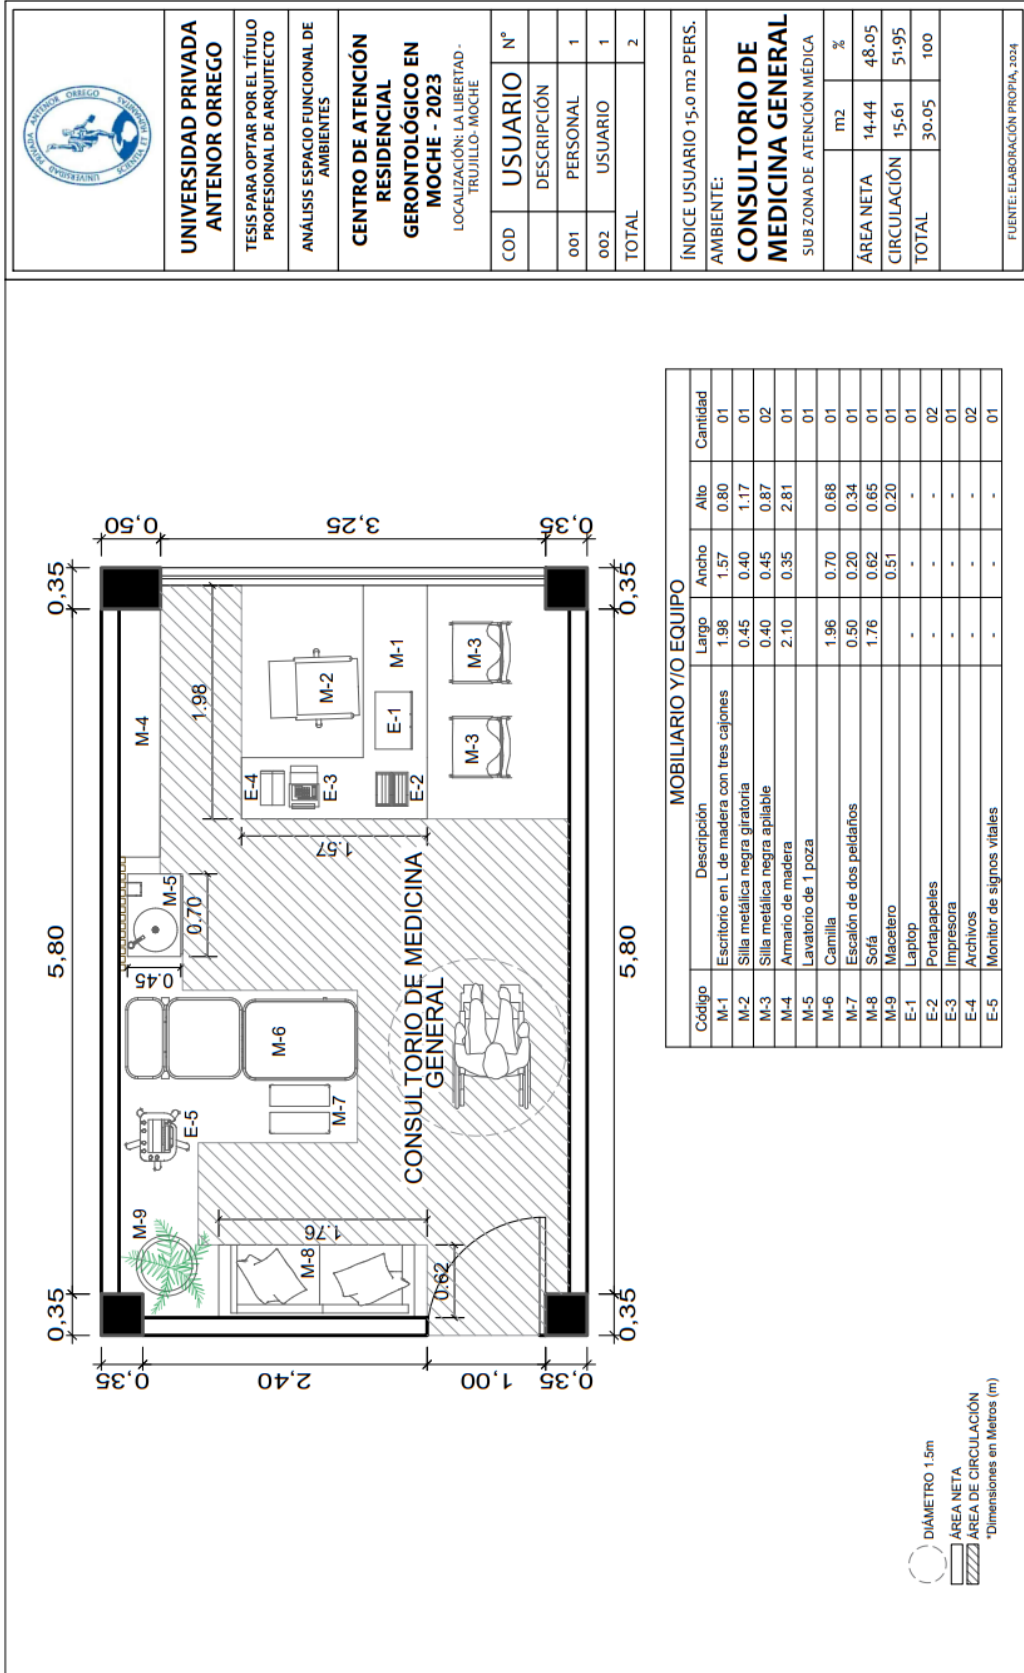 UNIVERSIDAD PRIVADA ANTENOR ORREGO
SCIENTIA ET HUMANITAS
UNIVERSIDAD PRIVADA
ANTENOR ORREGO
TESIS PARA OPTAR POR EL TÍTULO
PROFESIONAL DE ARQUITECTO
ANÁLISIS ESPACIO FUNCIONAL DE
AMBIENTES
CENTRO DE ATENCIÓN
RESIDENCIAL
GERONTOLÓGICO EN
MOCHE - 2023
LOCALIZACIÓN: LA LIBERTAD -
TRUJILLO- MOCHE
COD USUARIO N°
DESCRIPCIÓN
001 PERSONAL 1
002 USUARIO 1
TOTAL 2
ÍNDICE USUARIO 15.0 m2 PERS.
AMBIENTE:
CONSULTORIO DE
MEDICINA GENERAL
SUB ZONA DE ATENCIÓN MÉDICA
m2 %
ÁREA NETA 14.44 48.05
CIRCULACIÓN 15.61 51.95
TOTAL 30.05 100
FUENTE: ELABORACIÓN PROPIA, 2024
0,35 5,80 0,35
0,35
2,40
1,00
0,35
0,50
3,25
0,35
0,35 5,80 0,35
M-9
E-5
M-5
0.45
0.70
M-4
1.98
M-6
M-7
M-8
1.76
0.62
E-4
E-3
E-2
1.57
M-2
E-1
M-1
M-3
M-3
CONSULTORIO DE MEDICINA
GENERAL
MOBILIARIO Y/O EQUIPO
Código Descripción Largo Ancho Alto Cantidad
M-1 Escritorio en L de madera con tres cajones 1.98 1.57 0.80 01
M-2 Silla metálica negra giratoria 0.45 0.40 1.17 01
M-3 Silla metálica negra apilable 0.40 0.45 0.87 02
M-4 Armario de madera 2.10 0.35 2.81 01
M-5 Lavatorio de 1 poza 01
M-6 Camilla 1.96 0.70 0.68 01
M-7 Escalón de dos peldaños 0.50 0.20 0.34 01
M-8 Sofá 1.76 0.62 0.65 01
M-9 Macetero 0.51 0.20 01
E-1 Laptop - - - 01
E-2 Portapapeles - - - 02
E-3 Impresora - - - 01
E-4 Archivos - - - 02
E-5 Monitor de signos vitales - - - 01
DIÁMETRO 1.5m
ÁREA NETA
ÁREA DE CIRCULACIÓN
*Dimensiones en Metros (m)